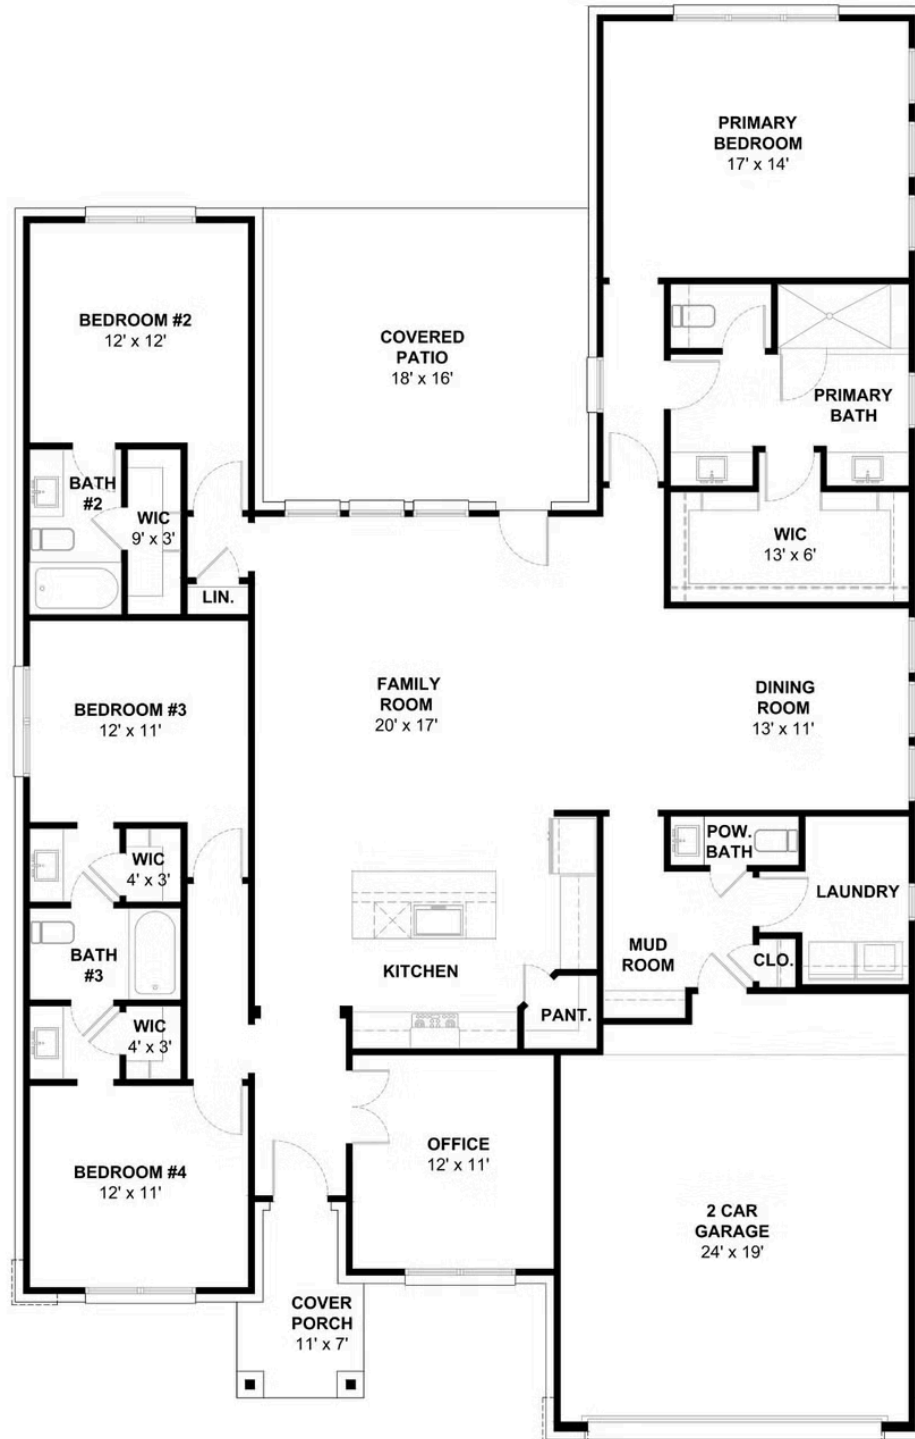 PRIMARY
BEDROOM
17' x 14'
BEDROOM #2
12' x 12'
COVERED
PATIO
18' x 16'
PRIMARY
BATH
BATH
#2
WIC
9' x 3'
WIC
13' x 6'
LIN.
FAMILY
ROOM
20' x 17'
DINING
ROOM
13' x 11'
BEDROOM #3
12' x 11'
POW.
BATH
WIC
4' x 3'
LAUNDRY
BATH
#3
MUD
ROOM
CLO.
KITCHEN
PANT.
WIC
4' x 3'
BEDROOM #4
12' x 11'
OFFICE
12' x 11'
2 CAR
GARAGE
24' x 19'
COVER
PORCH
11' x 7'